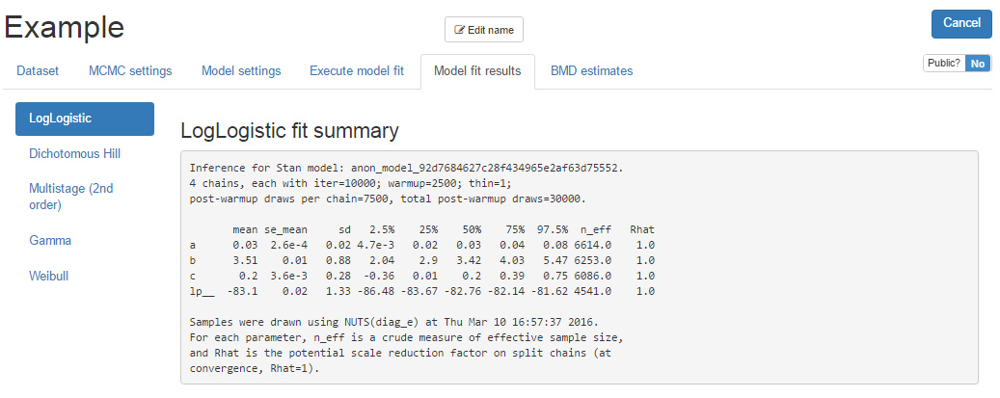 Example
Edit name
Cancel
Dataset MCMC settings Model settings Execute model fit Model fit results BMD estimates
Public? No
LogLogistic
Dichotomous Hill
Multistage (2nd
order)
Gamma
Weibull
LogLogistic fit summary
Inference for Stan model: anon_model_92d7684627c28f434965e2af63d75552.
4 chains, each with iter=10000; warmup=2500; thin=1;
post-warmup draws per chain=7500, total post-warmup draws=30000.
mean se_mean sd 2.5% 25% 50% 75% 97.5% n_eff Rhat
a 0.03 2.6e-4 0.02 4.7e-3 0.02 0.03 0.04 0.08 6614.0 1.0
b 3.51 0.01 0.88 2.04 2.9 3.42 4.03 5.47 6253.0 1.0
c 0.2 3.6e-3 0.28 -0.36 0.01 0.2 0.39 0.75 6086.0 1.0
lp__ -83.1 0.02 1.33 -86.48 -83.67 -82.76 -82.14 -81.62 4541.0 1.0
Samples were drawn using NUTS(diag_e) at Thu Mar 10 16:57:37 2016.
For each parameter, n_eff is a crude measure of effective sample size,
and Rhat is the potential scale reduction factor on split chains (at
convergence, Rhat=1).